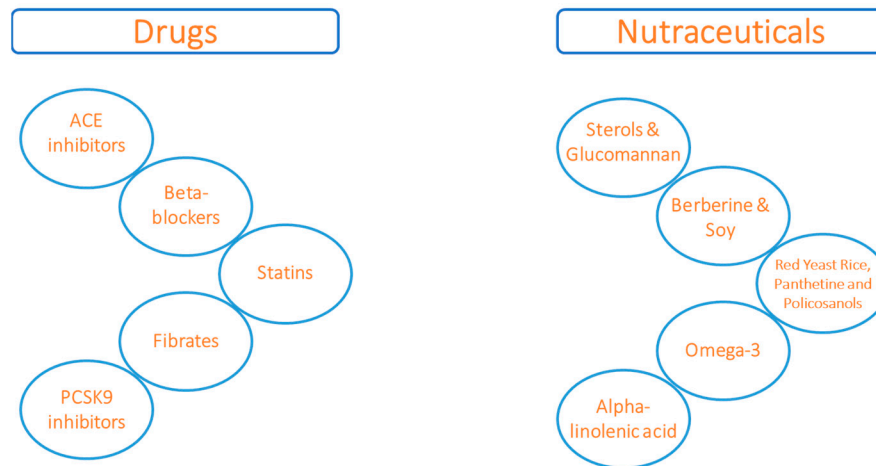 Drugs
ACE
inhibitors
Beta-
blockers
Statins
Fibrates
PCSK9
inhibitors
Nutraceuticals
Sterols &
Glucomannan
Berberine &
Soy
Red Yeast Rice,
Panthetine and
Policosanols
Omega-3
Alpha-
linolenic acid